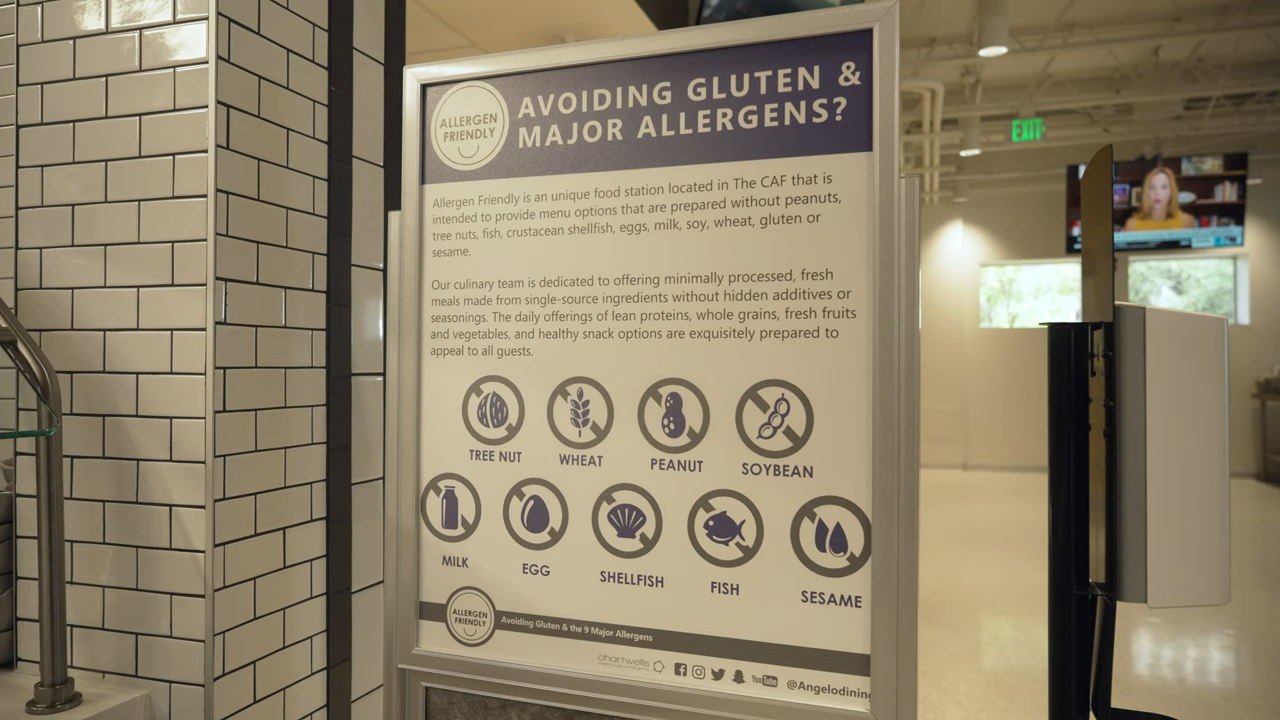 ALLERGEN
FRIENDLY
AVOIDING GLUTEN &
MAJOR ALLERGENS?
Allergen Friendly is an unique food station located in The CAF that is
intended to provide menu options that are prepared without peanuts,
tree nuts, fish, crustacean shellfish, eggs, milk, soy, wheat, gluten or
sesame.
Our culinary team is dedicated to offering minimally processed, fresh
meals made from single-source ingredients without hidden additives or
seasonings. The daily offerings of lean proteins, whole grains, fresh fruits
and vegetables, and healthy snack options are exquisitely prepared to
appeal to all guests.
TREE NUT WHEAT PEANUT SOYBEAN
MILK EGG SHELLFISH FISH SESAME
ALLERGEN
FRIENDLY
Avoiding Gluten & the 9 Major Allergens
chartwells
YouTube @Angelodining
EXIT